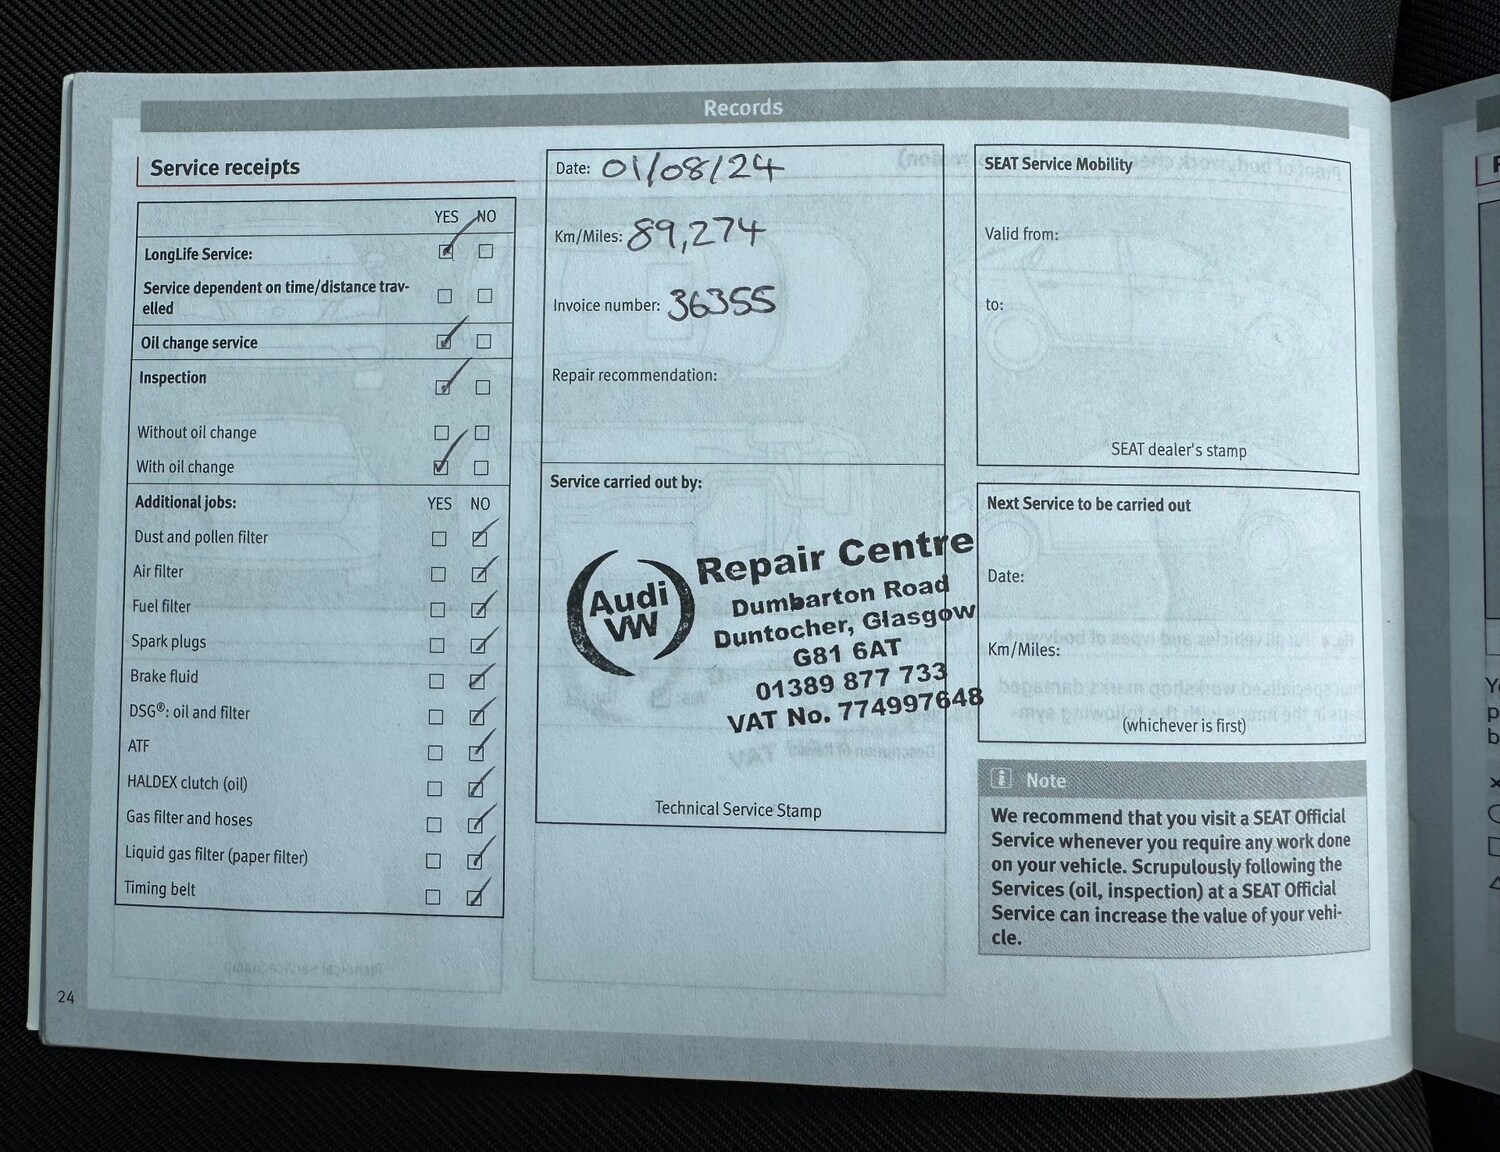 Records
Service receipts
YES NO
LongLife Service:
Service dependent on time/distance trav-
elled
Oil change service
Inspection
Without oil change
With oil change
Additional jobs: YES NO
Dust and pollen filter
Air filter
Fuel filter
Spark plugs
Brake fluid
DSG®: oil and filter
ATF
HALDEX clutch (oil)
Gas filter and hoses
Liquid gas filter (paper filter)
Timing belt
24
Date: 01/08/24
Km/Miles: 89,274
Invoice number: 36355
Repair recommendation:
Service carried out by:
Audi
VW
Repair Centre
Dumbarton Road
Duntocher, Glasgow
G81 6AT
01389 877 733
VAT No. 774997648
Technical Service Stamp
SEAT Service Mobility
Valid from:
to:
SEAT dealer's stamp
Next Service to be carried out
Date:
Km/Miles:
(whichever is first)
i Note
We recommend that you visit a SEAT Official
Service whenever you require any work done
on your vehicle. Scrupulously following the
Services (oil, inspection) at a SEAT Official
Service can increase the value of your vehi-
cle.